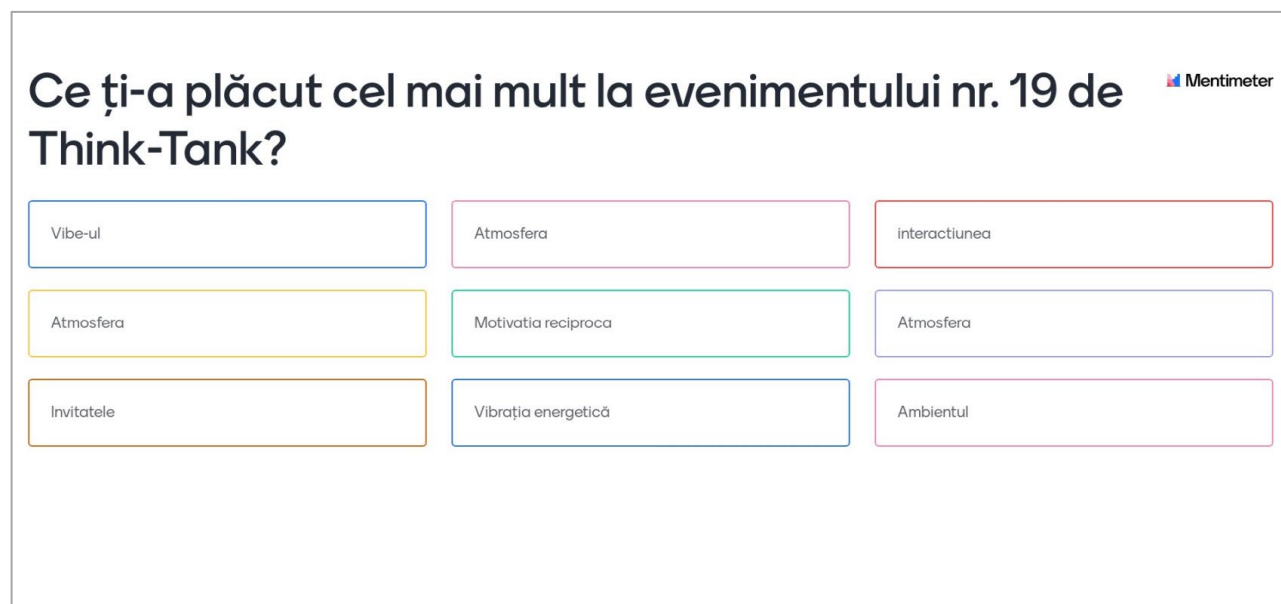 Ce ți-a plăcut cel mai mult la evenimentului nr. 19 de
Think-Tank?
Mentimeter
Vibe-ul
Atmosfera
interactiunea
Atmosfera
Motivatia reciproca
Atmosfera
Invitatele
Vibrația energetică
Ambientul